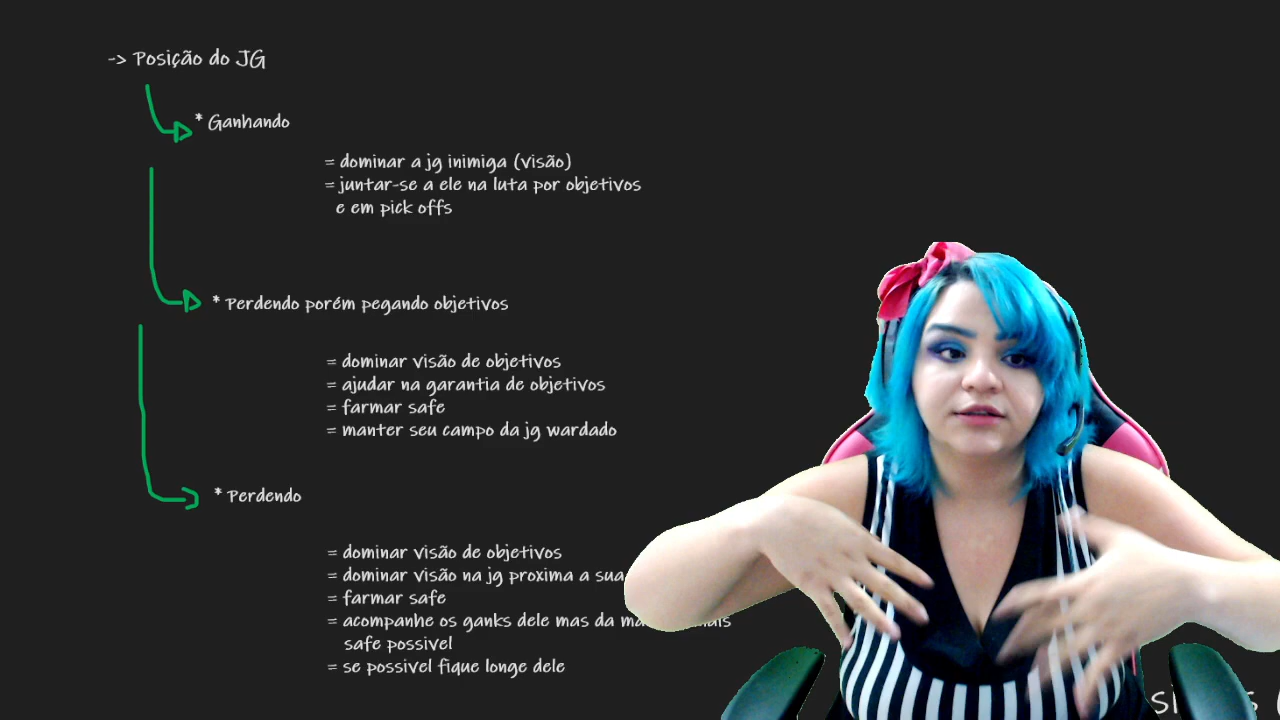 -> Posição do JG
* Ganhando
= dominar a jg inimiga (visão)
= juntar-se a ele na luta por objetivos
e em pick offs
* Perdendo porém pegando objetivos
= dominar visão de objetivos
= ajudar na garantia de objetivos
= farmar safe
= manter seu campo da jg wardado
* Perdendo
= dominar visão de objetivos
= dominar visão na jg proxima a sua
= farmar safe
= acompanhe os ganks dele mas da
safe possivel
= se possivel fique longe dele